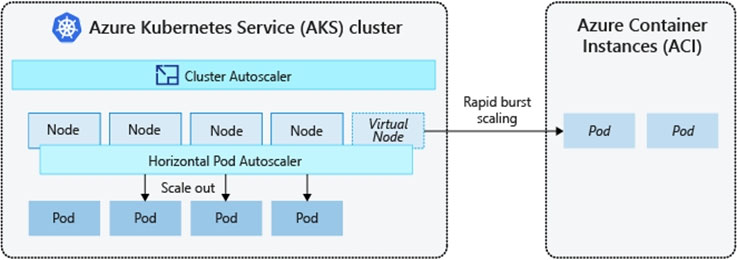 Azure Kubernetes Service (AKS) cluster
Cluster Autoscaler
Node
Node
Node
Node
Virtual
Node
Horizontal Pod Autoscaler
Scale out
Pod
Pod
Pod
Pod
Rapid burst
scaling
Azure Container
Instances (ACI)
Pod
Pod